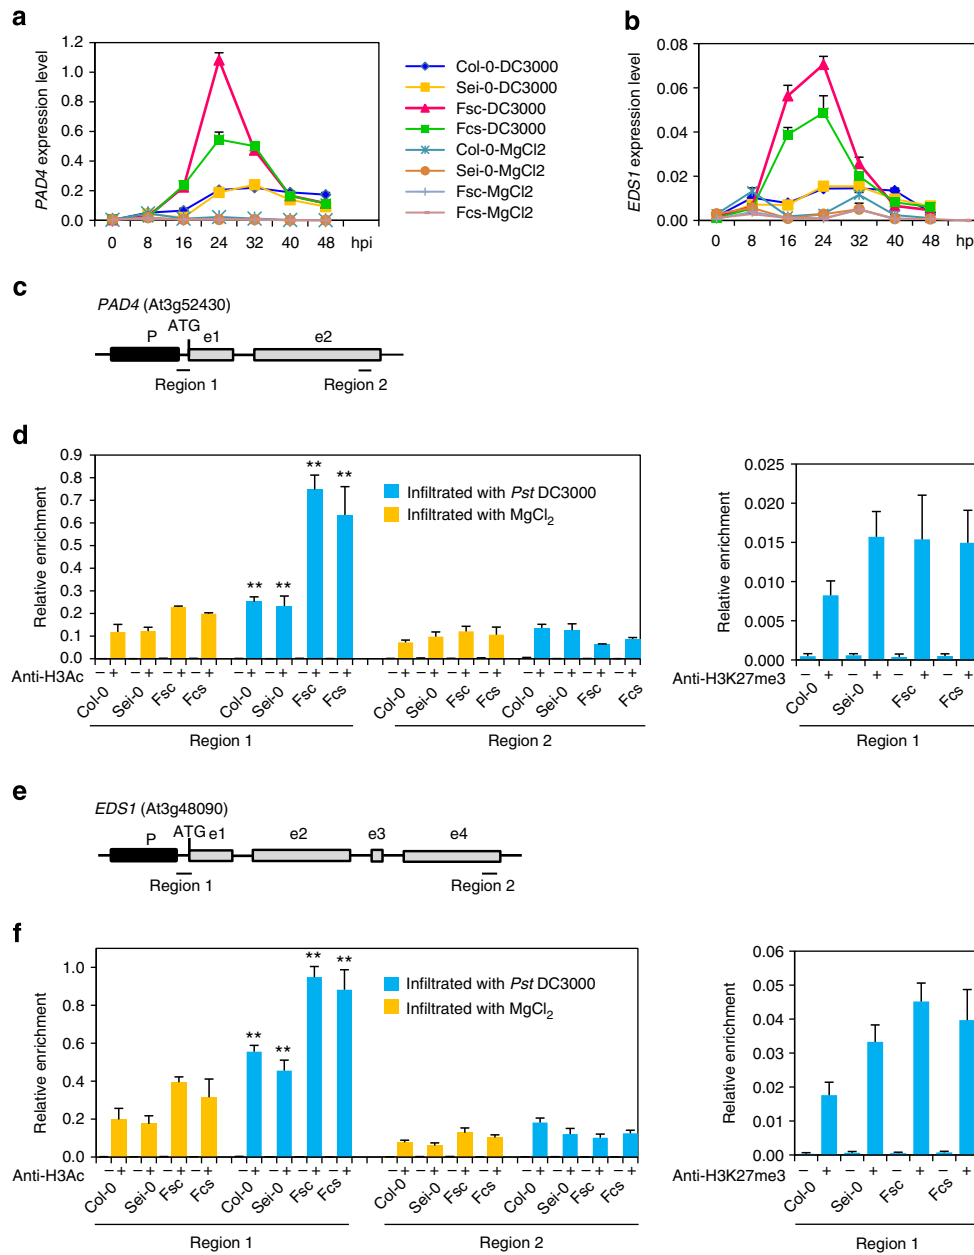 a
PAD4 expression level
1.2
1.0
0.8
0.6
0.4
0.2
0.0
0 8 16 24 32 40 48 hpi
Col-0-DC3000
Sei-0-DC3000
Fsc-DC3000
Fcs-DC3000
Col-0-MgCl2
Sei-0-MgCl2
Fsc-MgCl2
Fcs-MgCl2
b
EDS1 expression level
0.08
0.06
0.04
0.02
0.00
0 8 16 24 32 40 48 hp
c
PAD4 (At3g52430)
P ATG e1 e2
Region 1 Region 2
d
Relative enrichment
0.9
0.8
0.7
0.6
0.5
0.4
0.3
0.2
0.1
0.0
** ** ** **
Infiltrated with Pst DC3000
Infiltrated with MgCl₂
Anti-H3Ac − + − + − + − + − + − + − + − + − + − + − + − + − + − + − + − +
Col-0 Sei-0 Fsc Fcs Col-0 Sei-0 Fsc Fcs Col-0 Sei-0 Fsc Fcs Col-0 Sei-0 Fsc Fcs
Region 1 Region 2
Relative enrichment
0.025
0.020
0.015
0.010
0.005
0.000
Anti-H3K27me3 − + − + − + − +
Col-0 Sei-0 Fsc Fcs
Region 1
e
EDS1 (At3g48090)
P ATG e1 e2 e3 e4
Region 1 Region 2
f
Relative enrichment
1.0
0.8
0.6
0.4
0.2
0.0
** ** ** **
Infiltrated with Pst DC3000
Infiltrated with MgCl₂
Anti-H3Ac − + − + − + − + − + − + − + − + − + − + − + − + − + − + − + − +
Col-0 Sei-0 Fsc Fcs Col-0 Sei-0 Fsc Fcs Col-0 Sei-0 Fsc Fcs Col-0 Sei-0 Fsc Fcs
Region 1 Region 2
Relative enrichment
0.06
0.05
0.04
0.03
0.02
0.01
0.00
Anti-H3K27me3 − + − + − + − +
Col-0 Sei-0 Fsc Fcs
Region 1